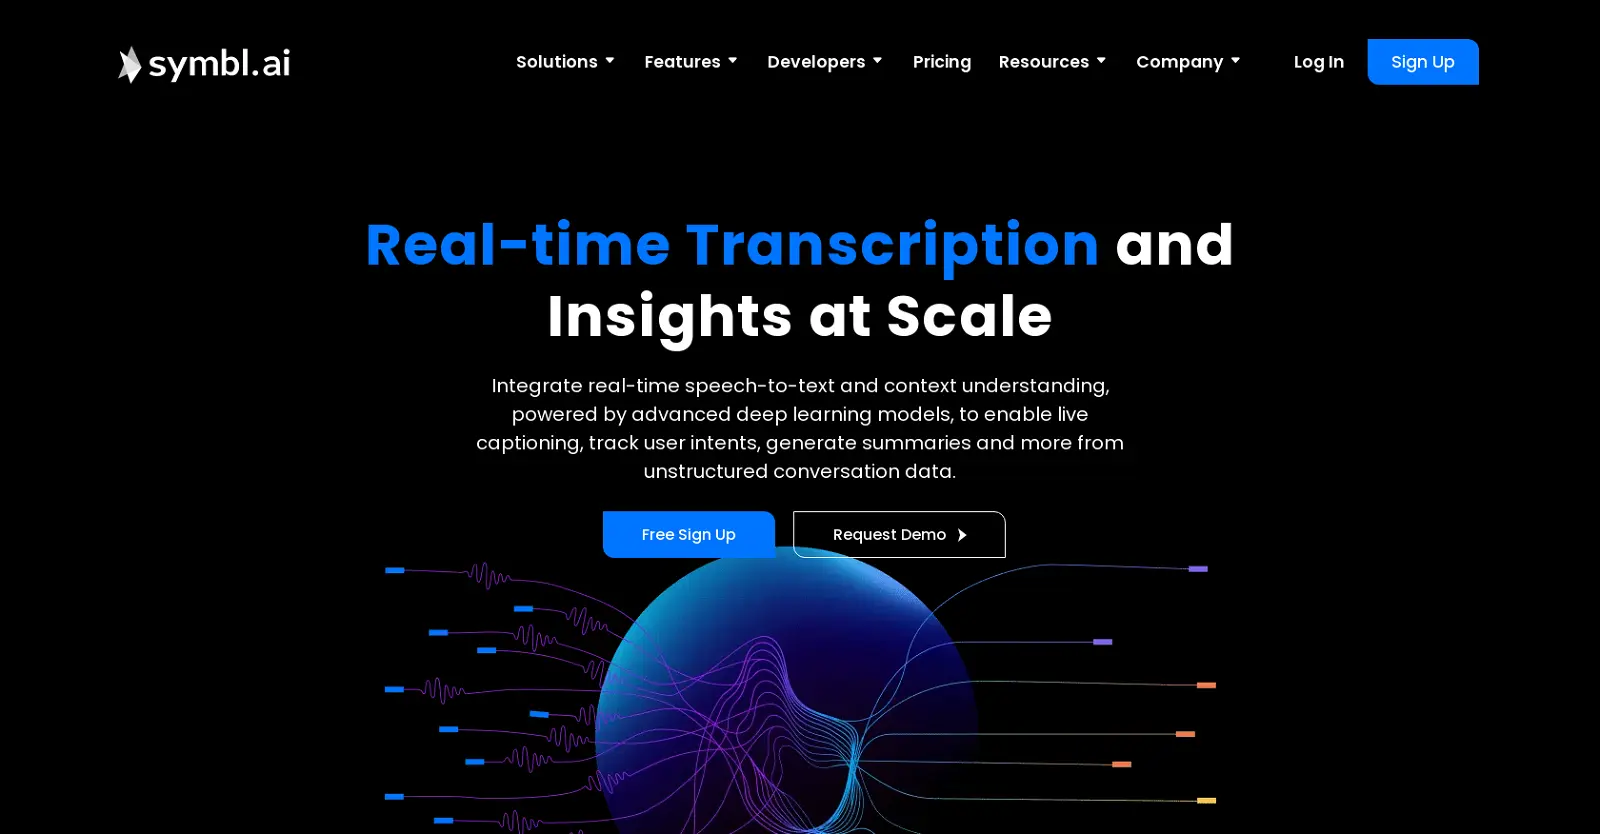 symbl.ai
Solutions
Features
Developers
Pricing
Resources
Company
Log In
Sign Up
Real-time Transcription and
Insights at Scale
Integrate real-time speech-to-text and context understanding,
powered by advanced deep learning models, to enable live
captioning, track user intents, generate summaries and more from
unstructured conversation data.
Free Sign Up
Request Demo